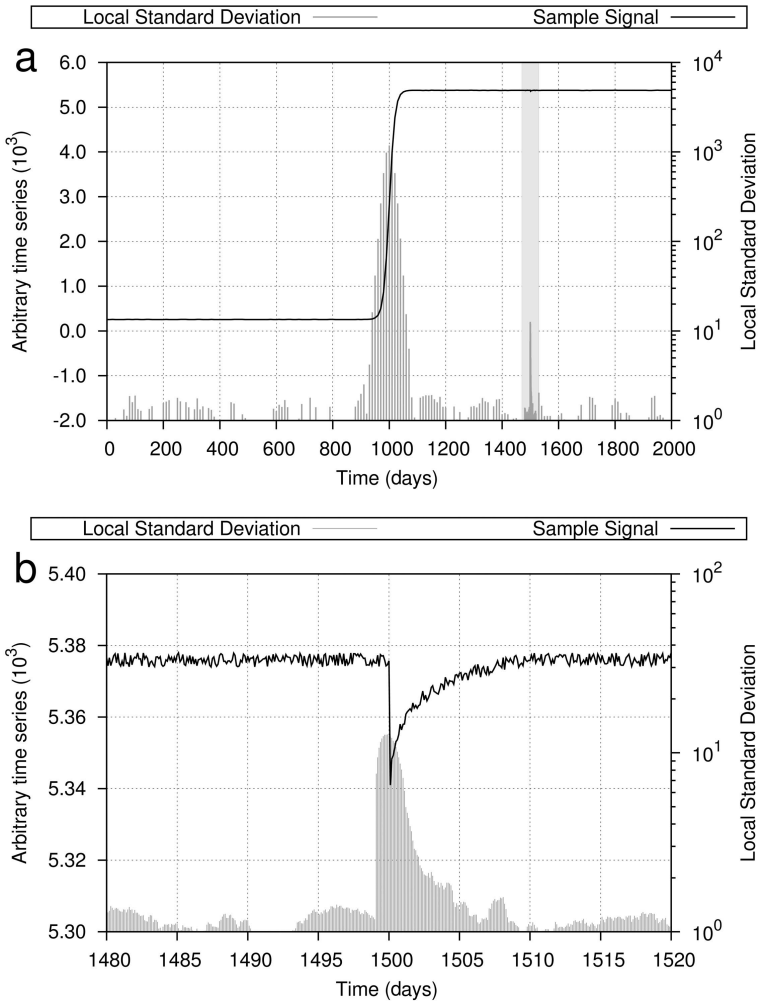 Local Standard Deviation Sample Signal
a
6.0
5.0
4.0
3.0
2.0
1.0
0.0
-1.0
-2.0
Arbitrary time series (10³)
10⁴
10³
10²
10¹
10⁰
Local Standard Deviation
0 200 400 600 800 1000 1200 1400 1600 1800 2000
Time (days)
Local Standard Deviation Sample Signal
b
5.40
5.38
5.36
5.34
5.32
5.30
Arbitrary time series (10³)
10²
10¹
10⁰
Local Standard Deviation
1480 1485 1490 1495 1500 1505 1510 1515 1520
Time (days)